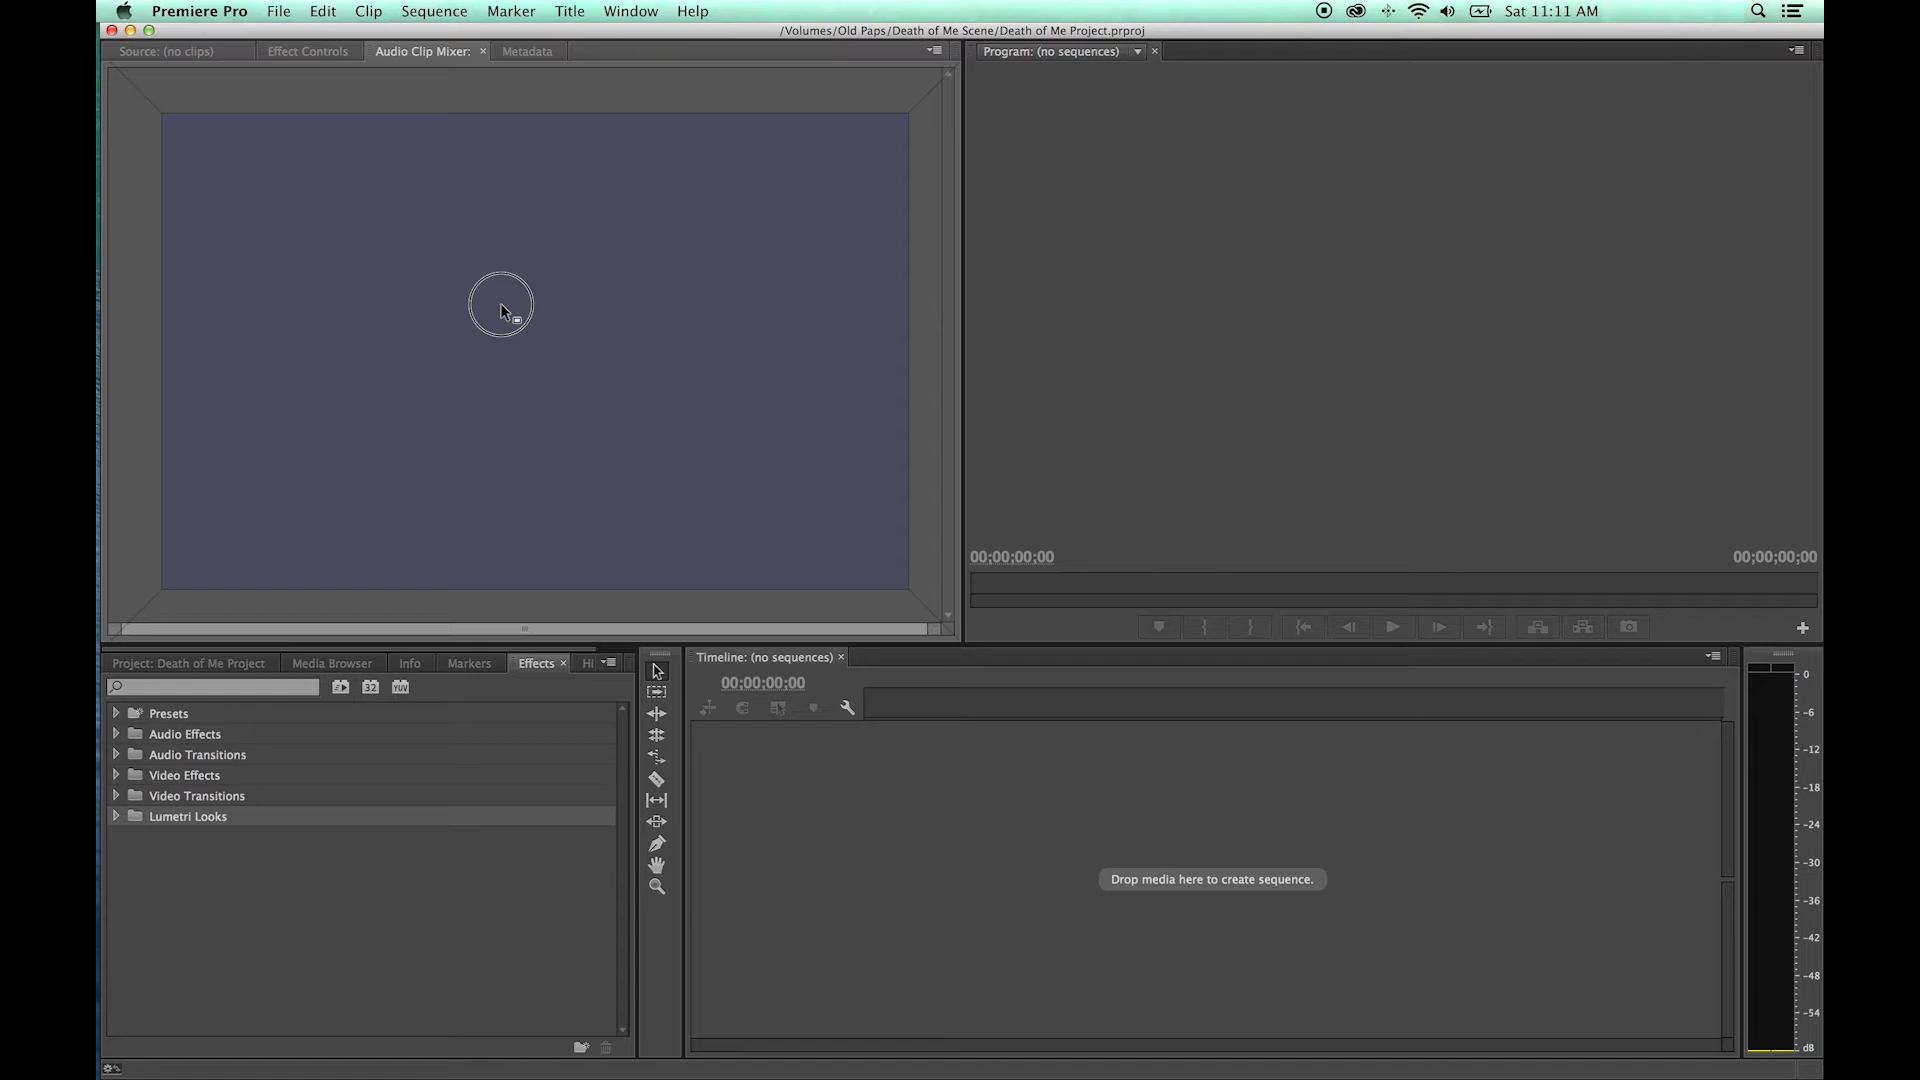 Premiere Pro File Edit Clip Sequence Marker Title Window Help Sat 11:11 AM
/Volumes/Old Paps/Death of Me Scene/Death of Me Project.prproj
Source: (no clips) Effect Controls Audio Clip Mixer: × Metadata
Program: (no sequences) ×
00;00;00;00 00;00;00;00
Project: Death of Me Project Media Browser Info Markers Effects × Hi
32 YUV
Presets
Audio Effects
Audio Transitions
Video Effects
Video Transitions
Lumetri Looks
Timeline: (no sequences) ×
00;00;00;00
Drop media here to create sequence.
0
-6
-12
-18
-24
-30
-36
-42
-48
-54
dB